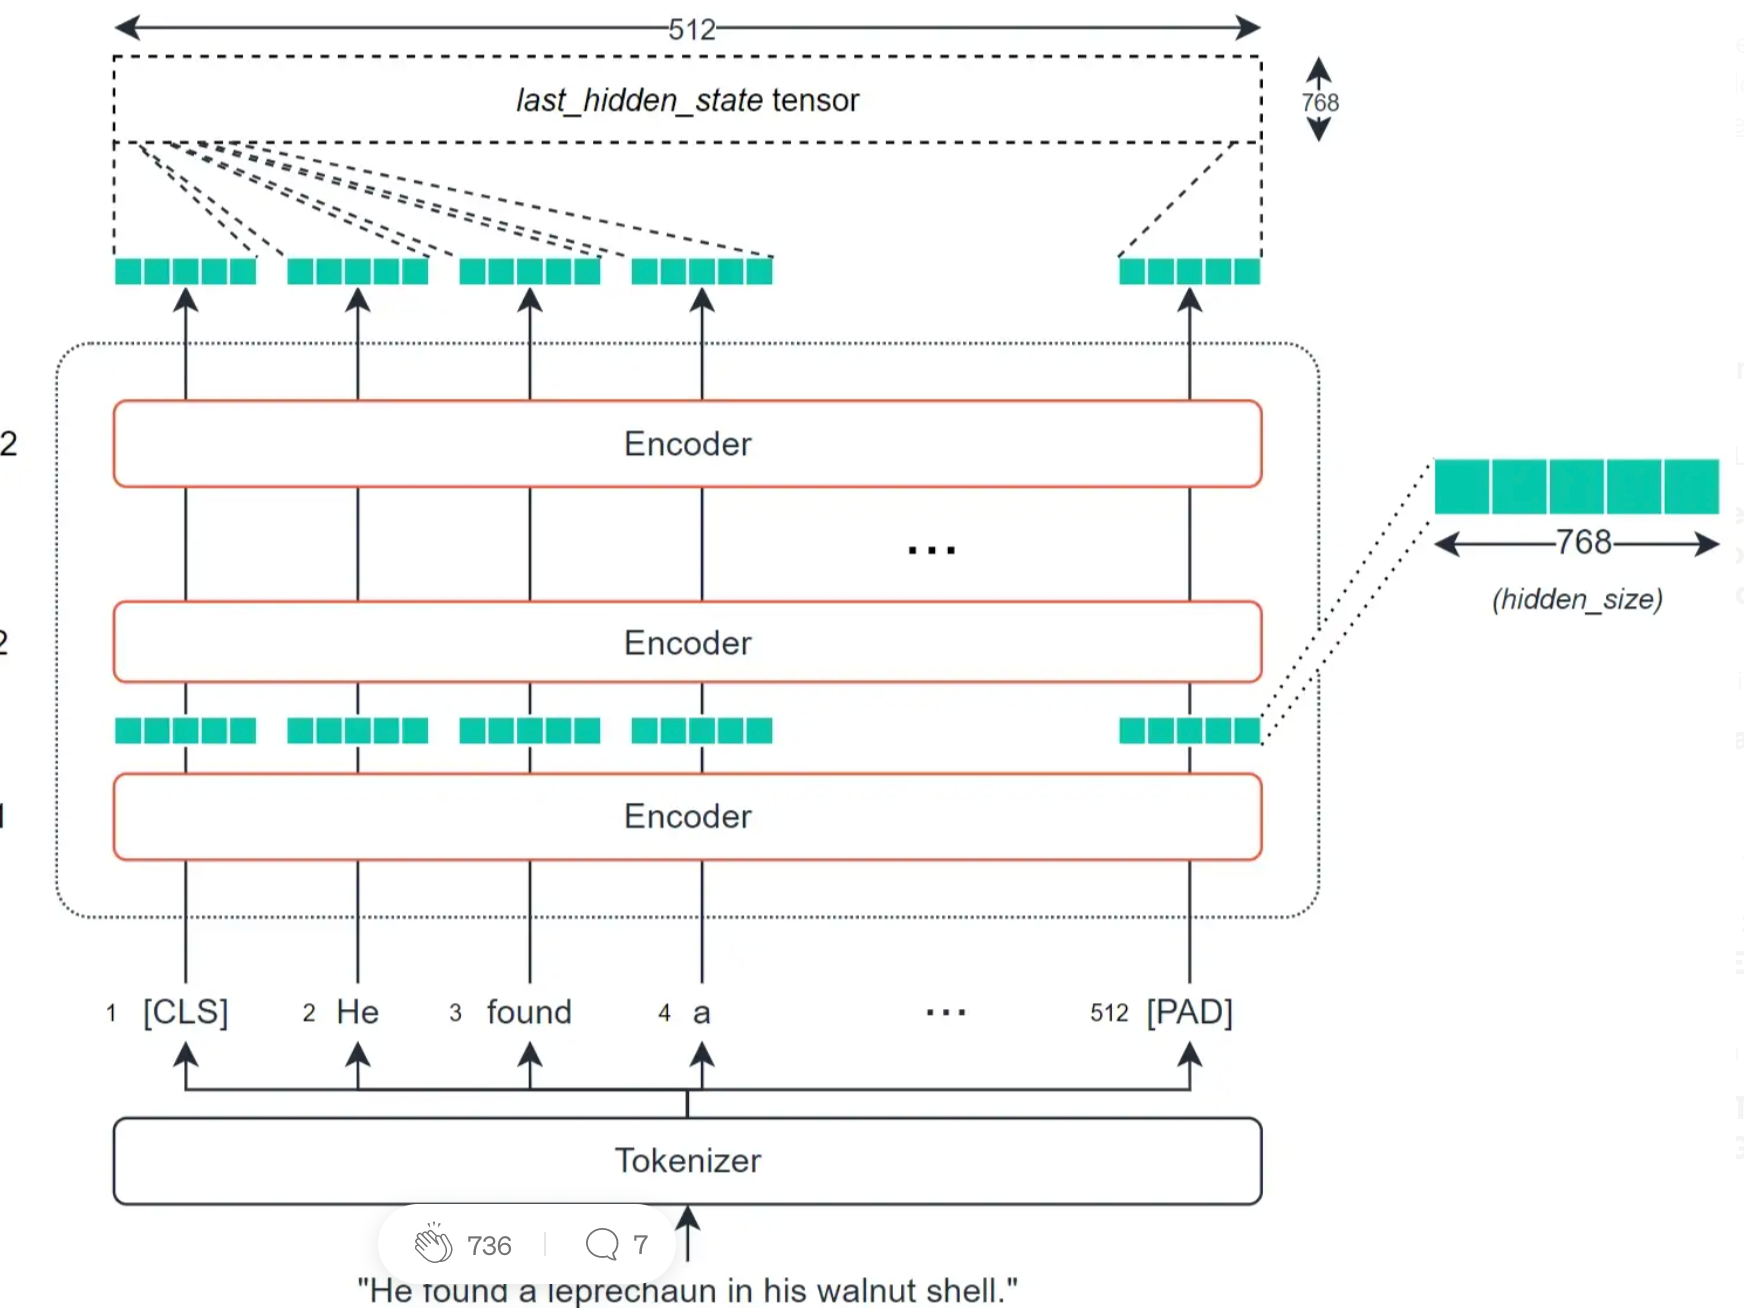 512
last_hidden_state tensor
768
2
Encoder
...
768
(hidden_size)
2
Encoder
1
Encoder
1 [CLS] 2 He 3 found 4 a ... 512 [PAD]
Tokenizer
736 7
"He found a leprechaun in his walnut shell."